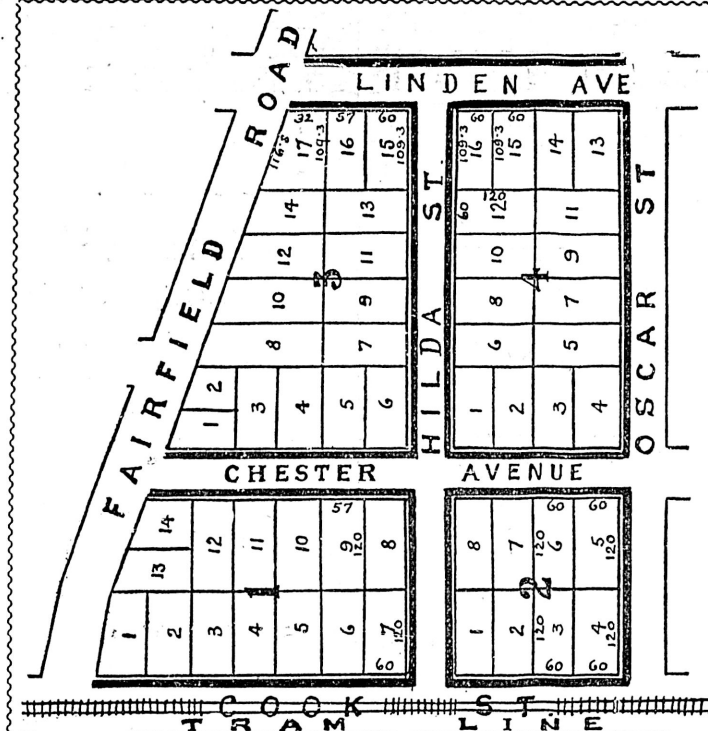 FAIRFIELD ROAD
LINDEN AVE
HILDA ST.
OSCAR ST
32 57 60
116.5 17 109.3 16 15 109.3
14 13
12 11
3
10 9
8 7
2
1 3 4 5 6
60 60
109.3 16 109.3 15 14 13
120
60 12 11
10 9
4
8 7
6 5
1 2 3 4
CHESTER AVENUE
57
14 12 11 10 9 120 8
13
1
1 2 3 4 5 6 7 120
60
60 60
8 7 120 6 5 120
2
1 2 120 3 4 120
60 60
COOK ST.
TRAM LINE